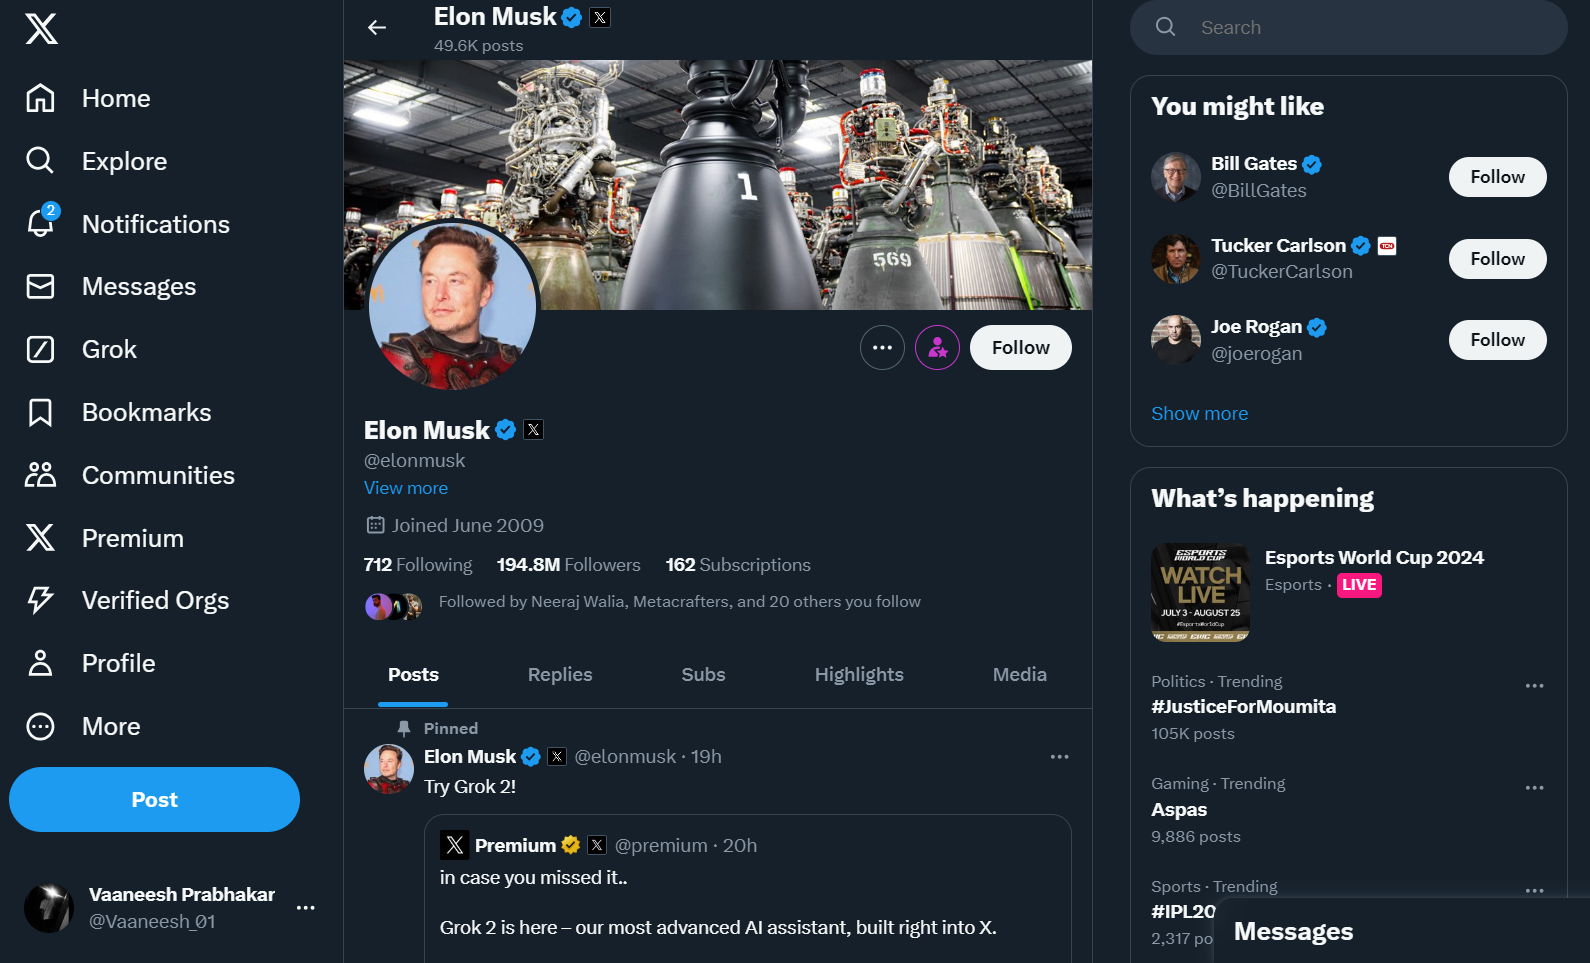 Home
Explore
2
Notifications
Messages
Grok
Bookmarks
Communities
Premium
Verified Orgs
Profile
More
Post
Vaaneesh Prabhakar
@Vaaneesh_01
Elon Musk
49.6K posts
1
569
Follow
Elon Musk
@elonmusk
View more
Joined June 2009
712 Following 194.8M Followers 162 Subscriptions
Followed by Neeraj Walia, Metacrafters, and 20 others you follow
Posts Replies Subs Highlights Media
Pinned
Elon Musk @elonmusk · 19h
Try Grok 2!
Premium @premium · 20h
in case you missed it..
Grok 2 is here – our most advanced AI assistant, built right into X.
Search
You might like
Bill Gates
@BillGates
Follow
Tucker Carlson TCN
@TuckerCarlson
Follow
Joe Rogan
@joerogan
Follow
Show more
What's happening
ESPORTS
WORLD CUP
WATCH
LIVE
JULY 3 - AUGUST 25
#EsportsWorldCup
Esports World Cup 2024
Esports · LIVE
Politics · Trending
#JusticeForMoumita
105K posts
Gaming · Trending
Aspas
9,886 posts
Sports · Trending
#IPL20
2,317 po
Messages